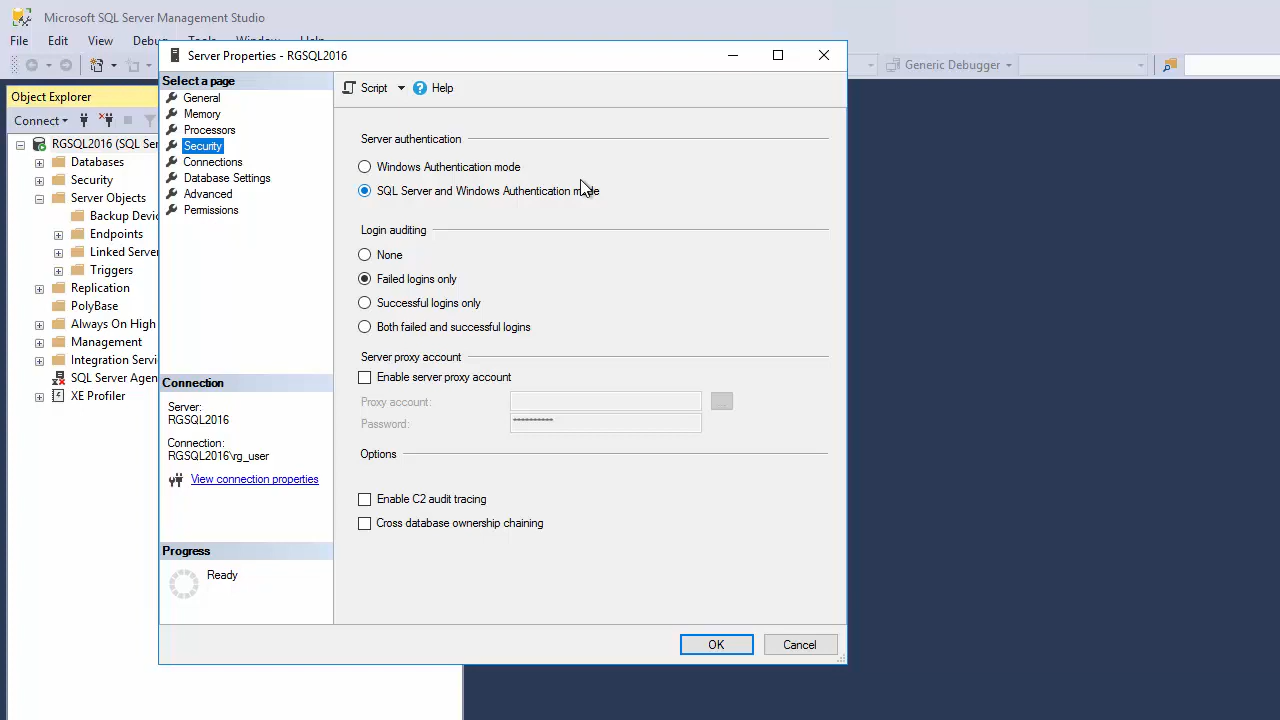 Microsoft SQL Server Management Studio
File Edit View Debu Tools Window Help
Generic Debugger
Object Explorer
Connect
RGSQL2016 (SQL Ser
Databases
Security
Server Objects
Backup Devi
Endpoints
Linked Server
Triggers
Replication
PolyBase
Always On High
Management
Integration Servi
SQL Server Agen
XE Profiler
Server Properties - RGSQL2016
Select a page
General
Memory
Processors
Security
Connections
Database Settings
Advanced
Permissions
Connection
Server:
RGSQL2016
Connection:
RGSQL2016\rg_user
View connection properties
Progress
Ready
Script Help
Server authentication
Windows Authentication mode
SQL Server and Windows Authentication mode
Login auditing
None
Failed logins only
Successful logins only
Both failed and successful logins
Server proxy account
Enable server proxy account
Proxy account:
...
Password: **********
Options
Enable C2 audit tracing
Cross database ownership chaining
OK Cancel